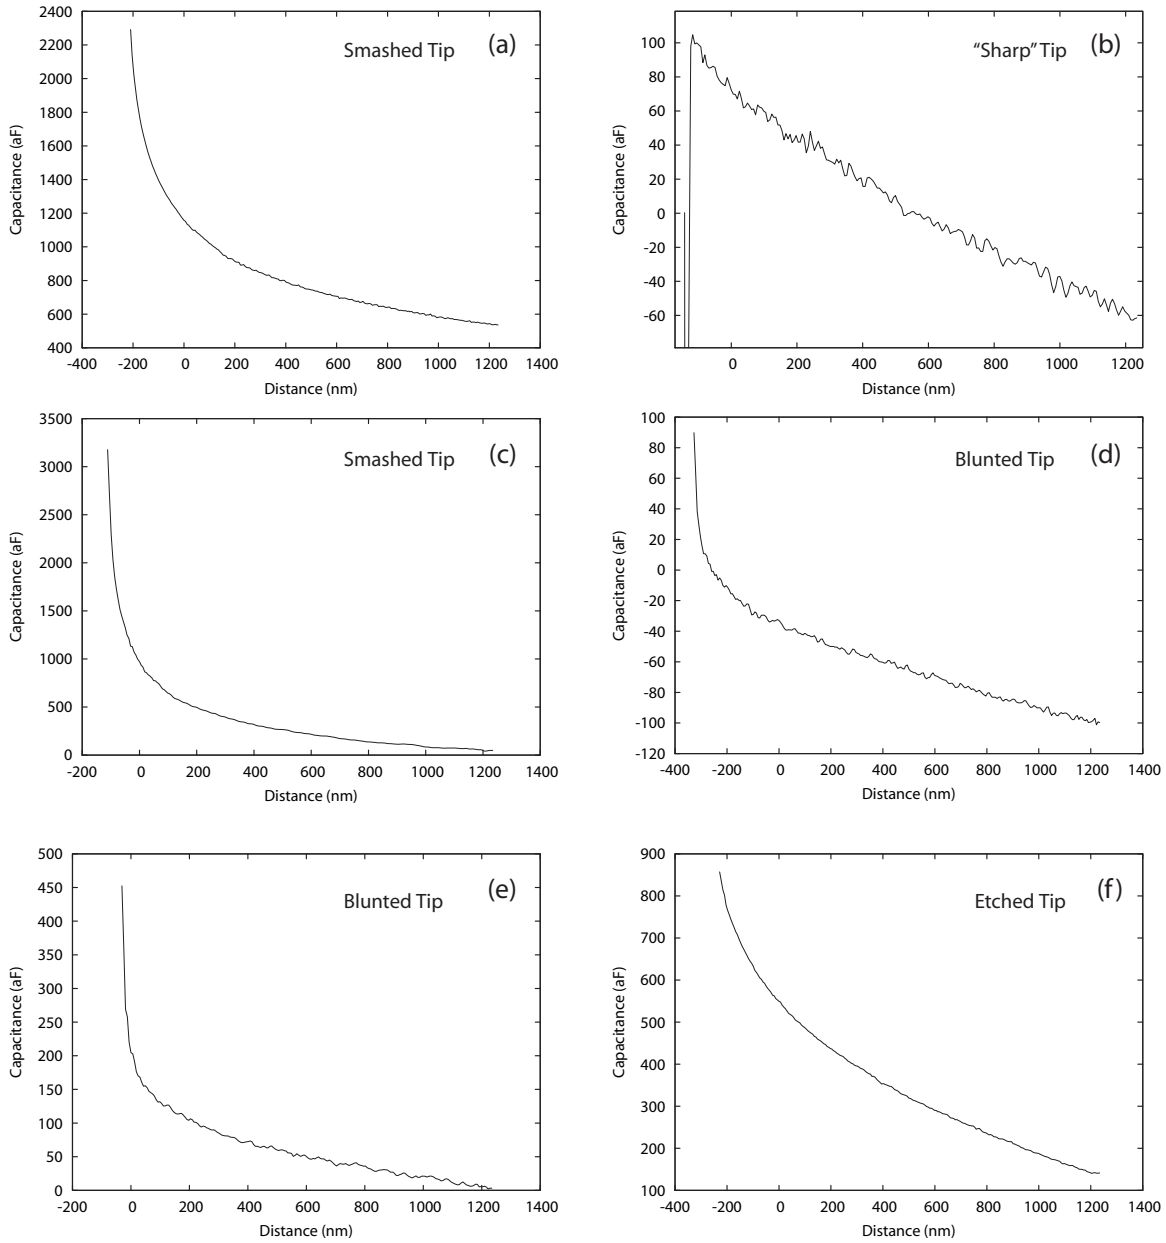 Smashed Tip (a)
2400
2200
2000
1800
1600
1400
1200
1000
800
600
400
-400 -200 0 200 400 600 800 1000 1200 1400
Capacitance (aF)
Distance (nm)
“Sharp” Tip (b)
100
80
60
40
20
0
-20
-40
-60
0 200 400 600 800 1000 1200
Capacitance (aF)
Distance (nm)
Smashed Tip (c)
3500
3000
2500
2000
1500
1000
500
0
-200 0 200 400 600 800 1000 1200 1400
Capacitance (aF)
Distance (nm)
Blunted Tip (d)
100
80
60
40
20
0
-20
-40
-60
-80
-100
-120
-400 -200 0 200 400 600 800 1000 1200 1400
Capacitance (aF)
Distance (nm)
Blunted Tip (e)
500
450
400
350
300
250
200
150
100
50
0
-200 0 200 400 600 800 1000 1200 1400
Capacitance (aF)
Distance (nm)
Etched Tip (f)
900
800
700
600
500
400
300
200
100
-400 -200 0 200 400 600 800 1000 1200 1400
Capacitance (aF)
Distance (nm)